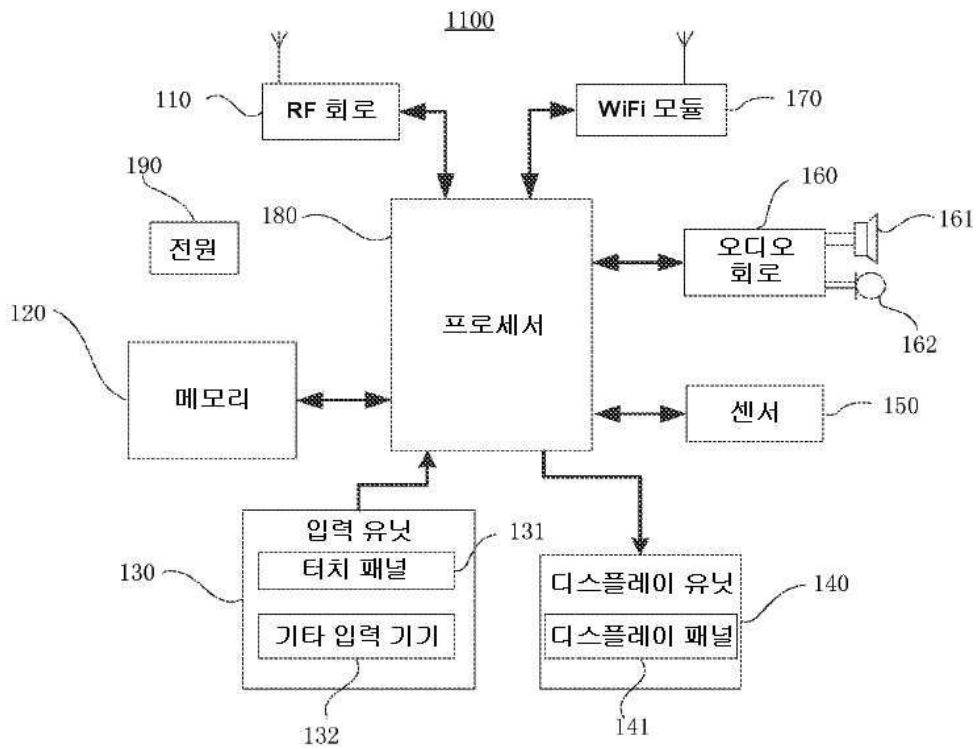 1100
110
RF 회로
WiFi 모듈
170
190
전원
180
프로세서
160
오디오
회로
161
162
120
메모리
센서
150
입력 유닛
130
터치 패널
131
기타 입력 기기
132
디스플레이 유닛
140
디스플레이 패널
141